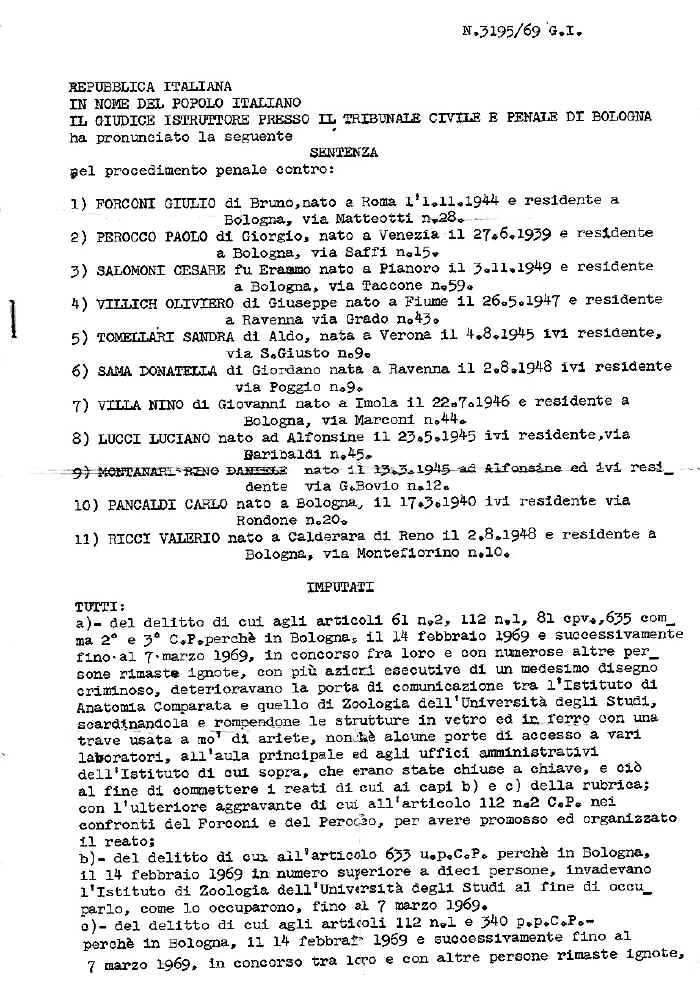 N.3195/69 G.I.
REPUBBLICA ITALIANA
IN NOME DEL POPOLO ITALIANO
IL GIUDICE ISTRUTTORE PRESSO IL TRIBUNALE CIVILE E PENALE DI BOLOGNA
ha pronunciato la seguente
SENTENZA
nel procedimento penale contro:
1) FORCONI GIULIO di Bruno,nato a Roma l'1.11.1944 e residente a
Bologna, via Matteotti n.28.
2) PEROCCO PAOLO di Giorgio, nato a Venezia il 27.6.1939 e residente
a Bologna, via Saffi n.15.
3) SALOMONI CESARE fu Erasmo nato a Pianoro il 3.11.1949 e residente
a Bologna, via Taccone n.59.
4) VILLICH OLIVIERO di Giuseppe nato a Fiume il 26.5.1947 e residente
a Ravenna via Grado n.43.
5) TOMELLARI SANDRA di Aldo, nata a Verona il 4.8.1945 ivi residente,
via S.Giusto n.9.
6) SAMA DONATELLA di Giordano nata a Ravenna il 2.8.1948 ivi residente
via Poggio n.9.
7) VILLA NINO di Giovanni nato a Imola il 22.7.1946 e residente a
Bologna, via Marconi n.44.
8) LUCCI LUCIANO nato ad Alfonsine il 23.5.1945 ivi residente,via
Garibaldi n.45.
9) MONTANARI RINO DANIELE nato il 13.3.1945 ad Alfonsine ed ivi resi_
dente via G.Bovio n.12.
10) PANCALDI CARLO nato a Bologna, il 17.3.1940 ivi residente via
Rondone n.20.
11) RICCI VALERIO nato a Calderara di Reno il 2.8.1948 e residente a
Bologna, via Montefiorino n.10.
IMPUTATI
TUTTI:
a)- del delitto di cui agli articoli 61 n.2, 112 n.1, 81 cpv.,635 com_
ma 2° e 3° C.P.perchè in Bologna, il 14 febbraio 1969 e successivamente
fino al 7 marzo 1969, in concorso fra loro e con numerose altre per_
sone rimaste ignote, con più azioni esecutive di un medesimo disegno
criminoso, deterioravano la porta di comunicazione tra l'Istituto di
Anatomia Comparata e quello di Zoologia dell'Università degli Studi,
scardinandola e rompendone le strutture in vetro ed in ferro con una
trave usata a mo' di ariete, nonchè alcune porte di accesso a vari
laboratori, all'aula principale ed agli uffici amministrativi
dell'Istituto di cui sopra, che erano state chiuse a chiave, e ciò
al fine di commettere i reati di cui ai capi b) e c) della rubrica;
con l'ulteriore aggravante di cui all'articolo 112 n.2 C.P. nei
confronti del Forconi e del Perocco, per avere promosso ed organizzato
il reato;
b)- del delitto di cui all'articolo 633 u.p.C.P. perchè in Bologna,
il 14 febbraio 1969 in numero superiore a dieci persone, invadevano
l'Istituto di Zoologia dell'Università degli Studi al fine di occu_
parlo, come lo occuparono, fino al 7 marzo 1969.
c)- del delitto di cui agli articoli 112 n.1 e 340 p.p.C.P.-
perchè in Bologna, il 14 febbraio 1969 e successivamente fino al
7 marzo 1969, in concorso tra loro e con altre persone rimaste ignote,